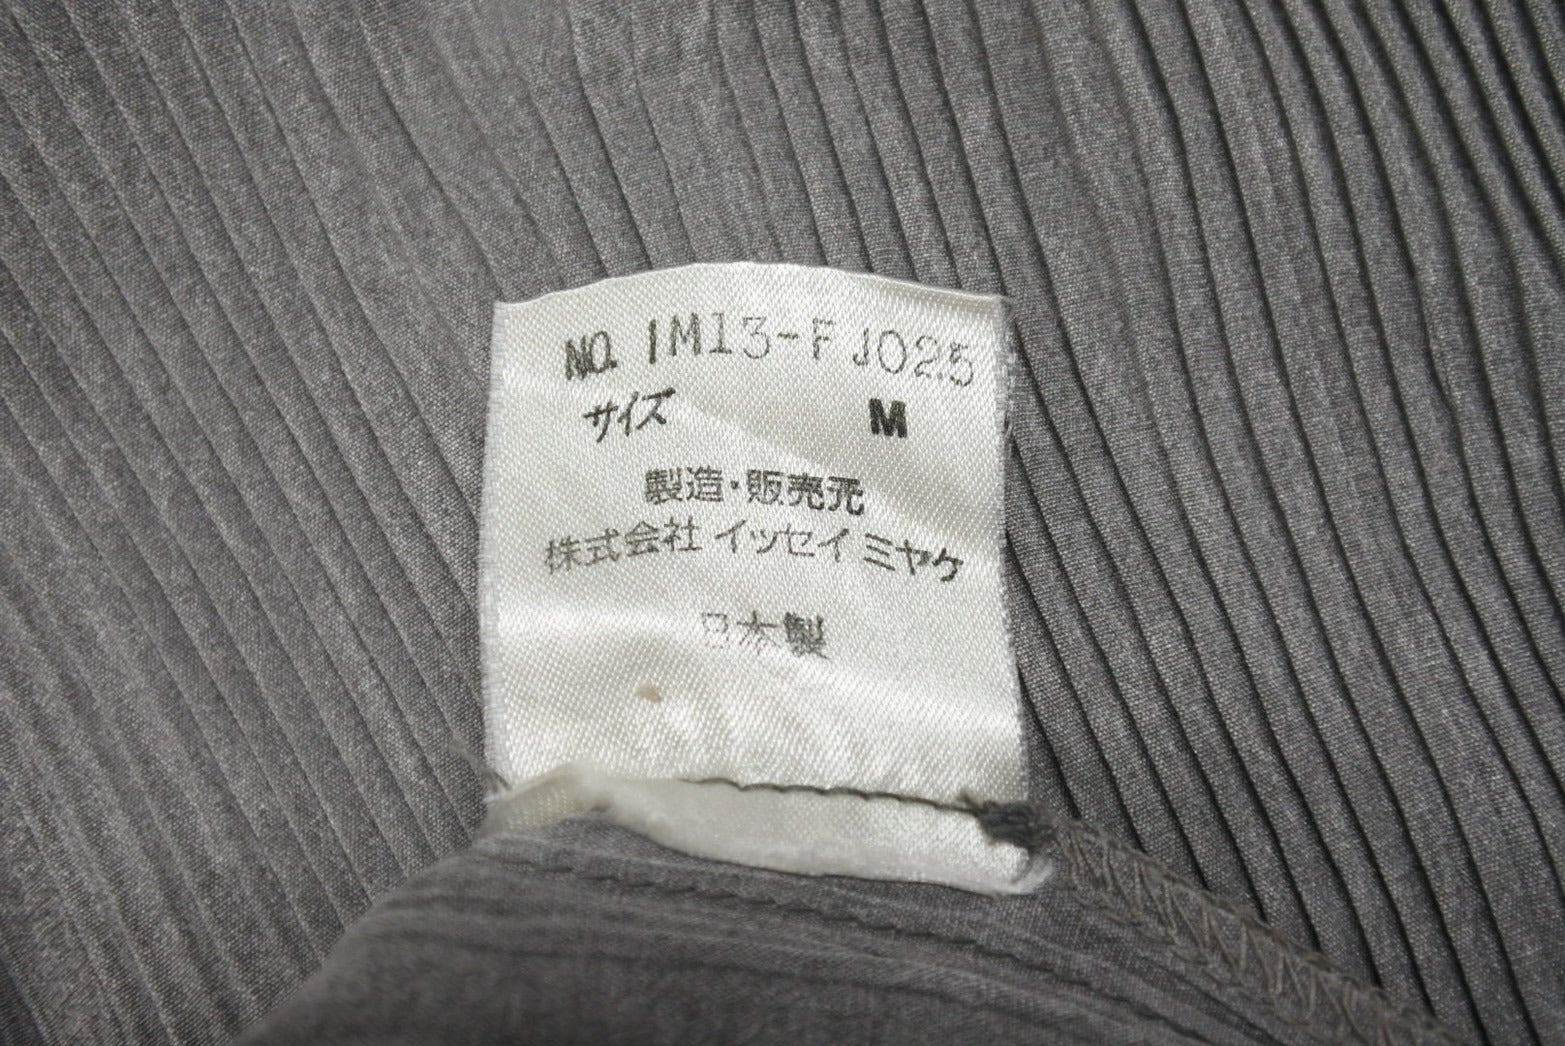 NO. IM13-FJ025
サイズ M
製造・販売元
株式会社 イッセイ ミヤケ
日本製